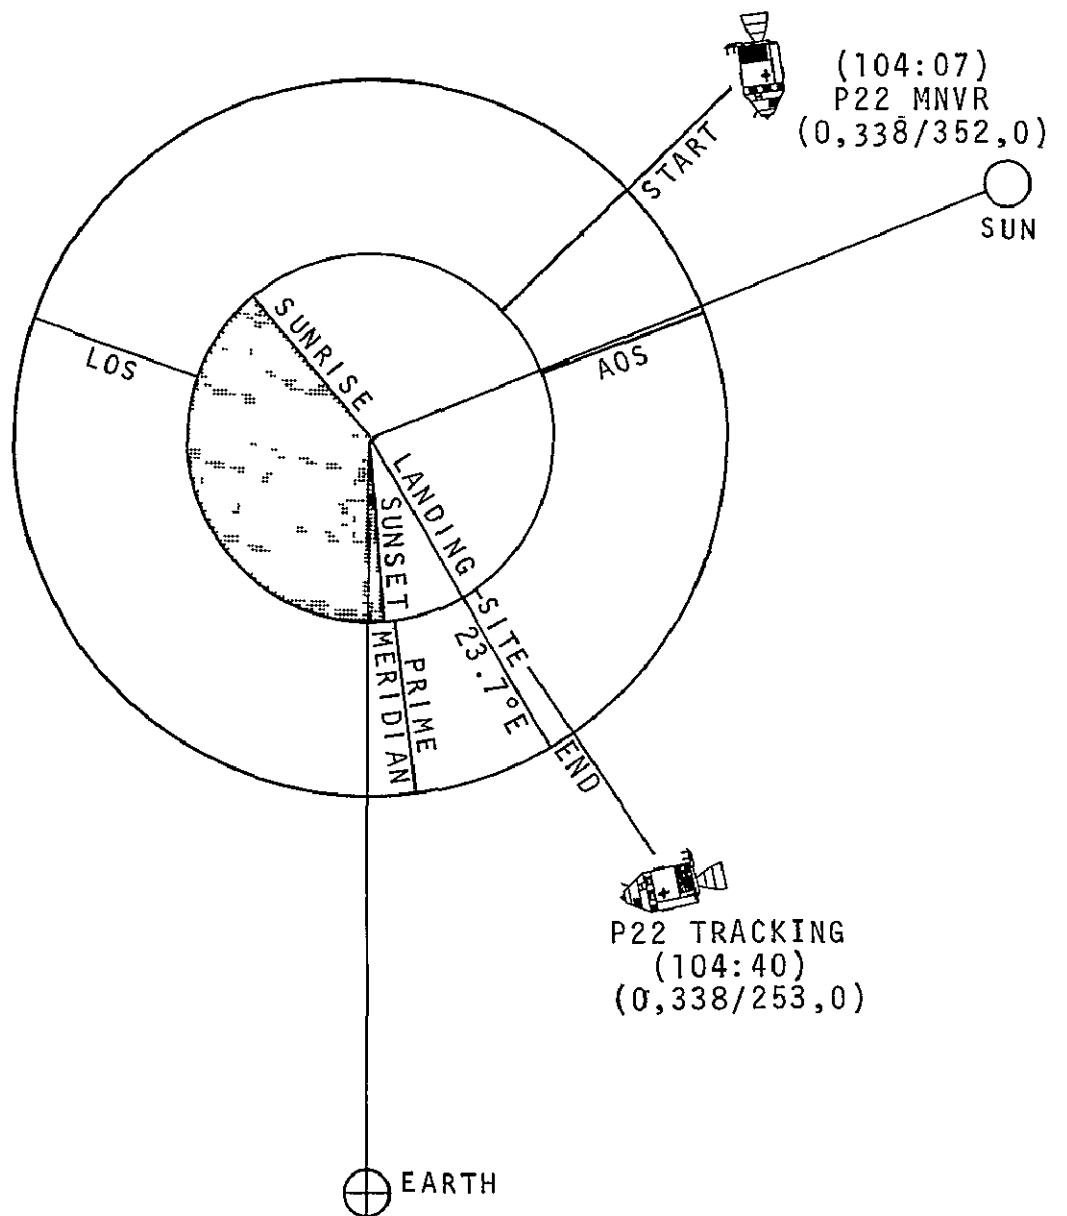 (104:07)
P22 MNVR
(0,338/352,0)
START
SUN
SUNRISE
AOS
LOS
LANDING SITE
23.7°E
SUNSET
PRIME
MERIDIAN
END
P22 TRACKING
(104:40)
(0,338/253,0)
EARTH